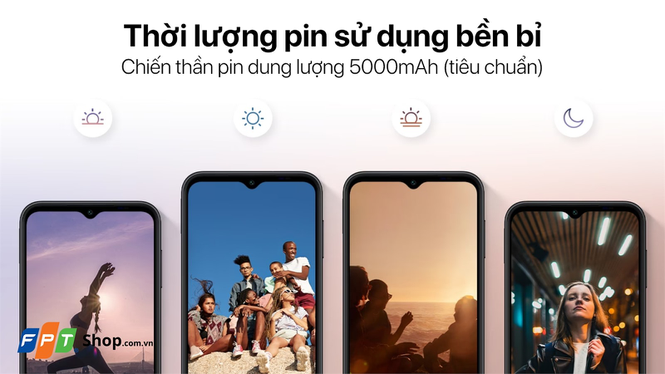 Thời lượng pin sử dụng bền bỉ
Chiến thần pin dung lượng 5000mAh (tiêu chuẩn)
FPT Shop.com.vn